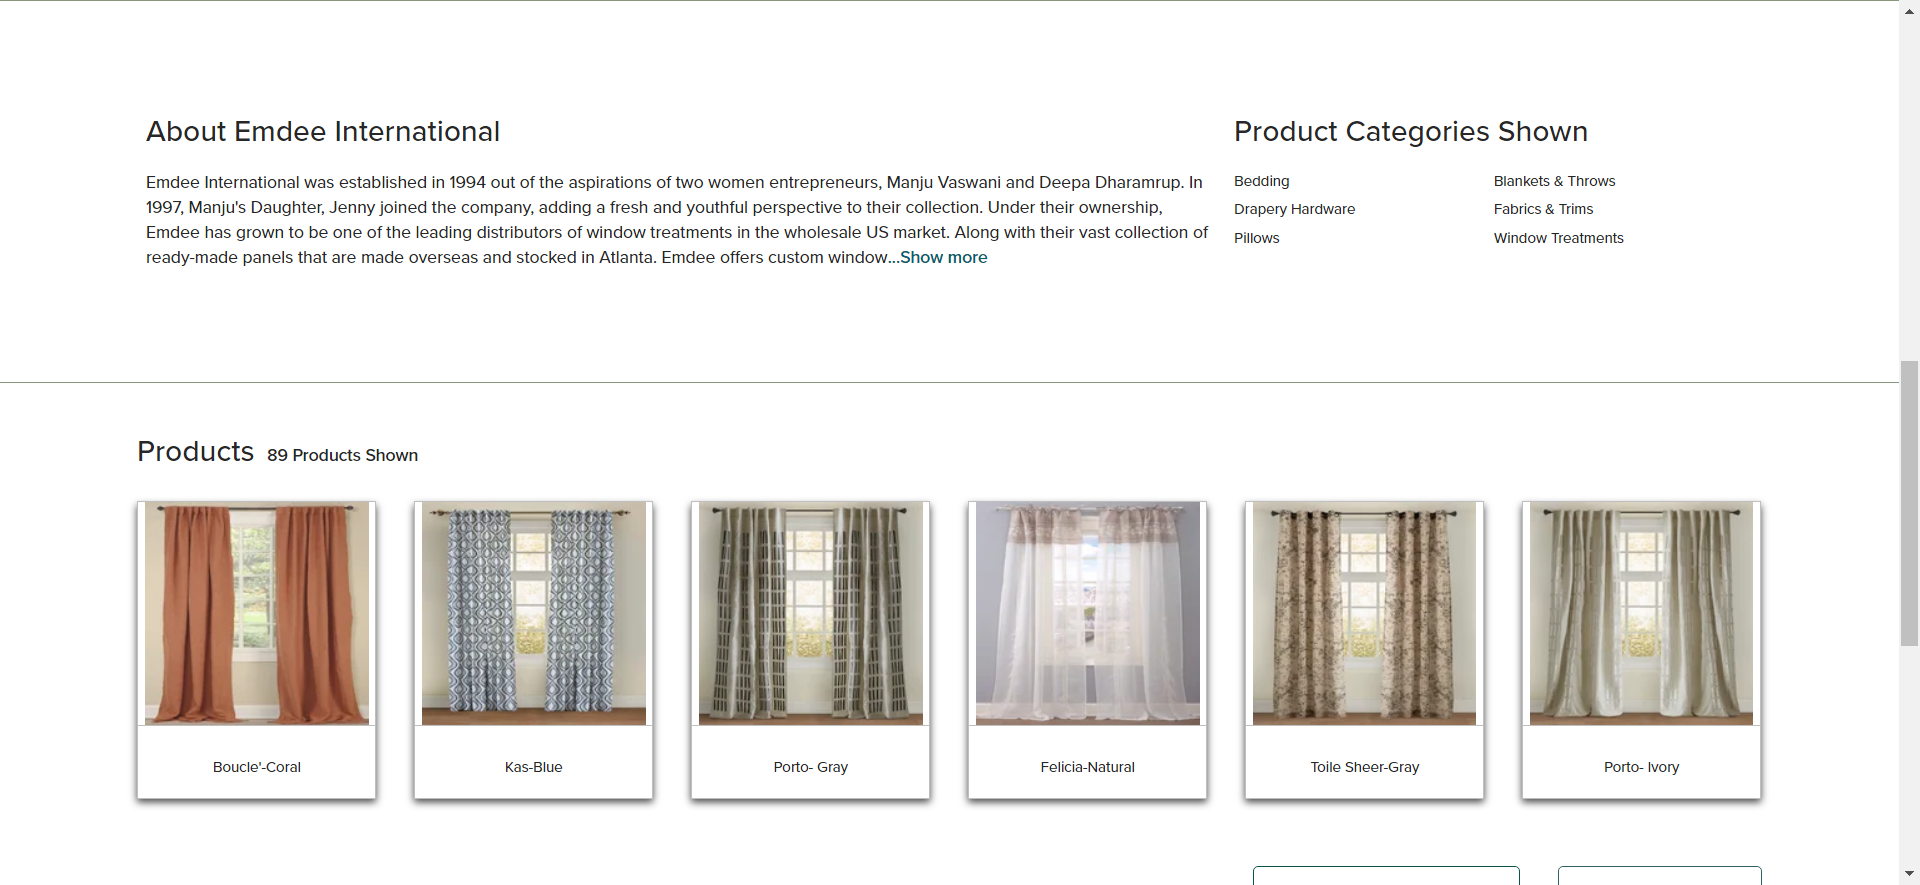 About Emdee International
Emdee International was established in 1994 out of the aspirations of two women entrepreneurs, Manju Vaswani and Deepa Dharamrup. In
1997, Manju's Daughter, Jenny joined the company, adding a fresh and youthful perspective to their collection. Under their ownership,
Emdee has grown to be one of the leading distributors of window treatments in the wholesale US market. Along with their vast collection of
ready-made panels that are made overseas and stocked in Atlanta. Emdee offers custom window...Show more
Product Categories Shown
Bedding
Blankets & Throws
Drapery Hardware
Fabrics & Trims
Pillows
Window Treatments
Products 89 Products Shown
Boucle'-Coral
Kas-Blue
Porto- Gray
Felicia-Natural
Toile Sheer-Gray
Porto- Ivory